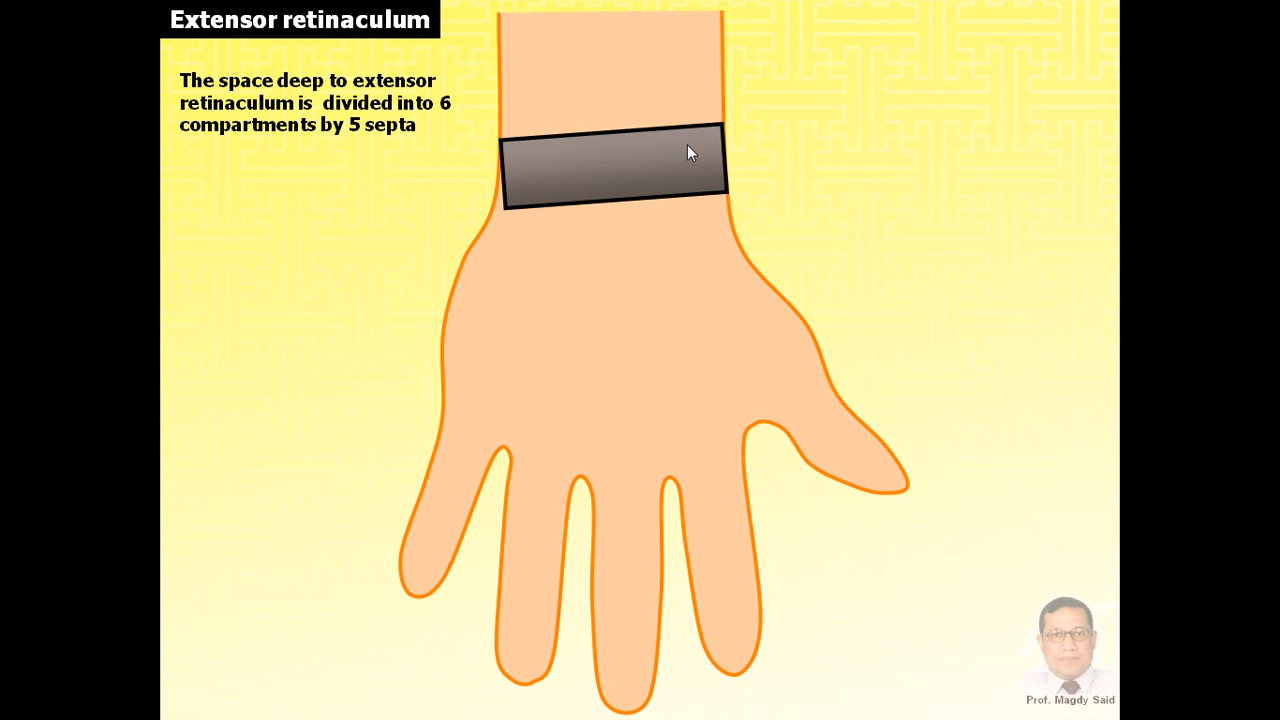 Extensor retinaculum
The space deep to extensor
retinaculum is divided into 6
compartments by 5 septa
Prof. Magdy Said